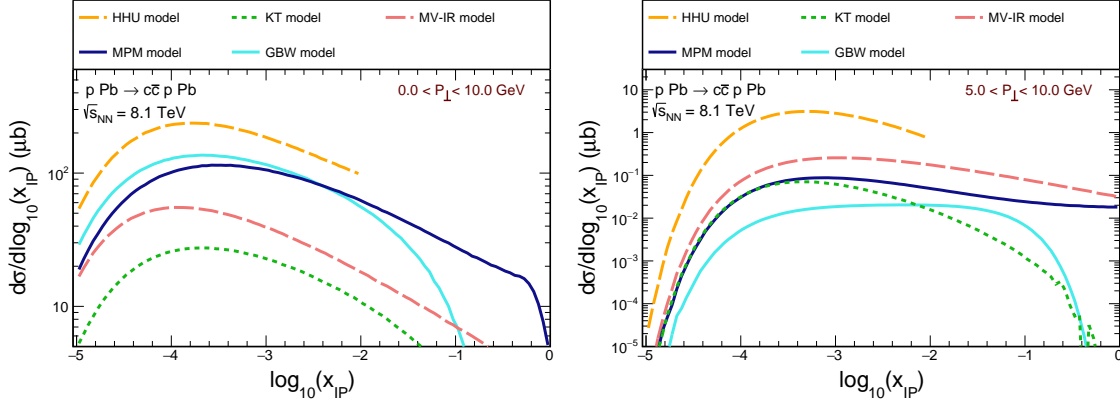 HHU model KT model MV-IR model
MPM model GBW model
p Pb → cc̄ p Pb
0.0 < P⊥ < 10.0 GeV
√s̅NN = 8.1 TeV
dσ/dlog10(xIP) (μb)
10²
10
−5 −4 −3 −2 −1 0
log10(xIP)
HHU model KT model MV-IR model
MPM model GBW model
p Pb → cc̄ p Pb
5.0 < P⊥ < 10.0 GeV
√s̅NN = 8.1 TeV
dσ/dlog10(xIP) (μb)
10
1
10⁻¹
10⁻²
10⁻³
10⁻⁴
10⁻⁵
−5 −4 −3 −2 −1 0
log10(xIP)